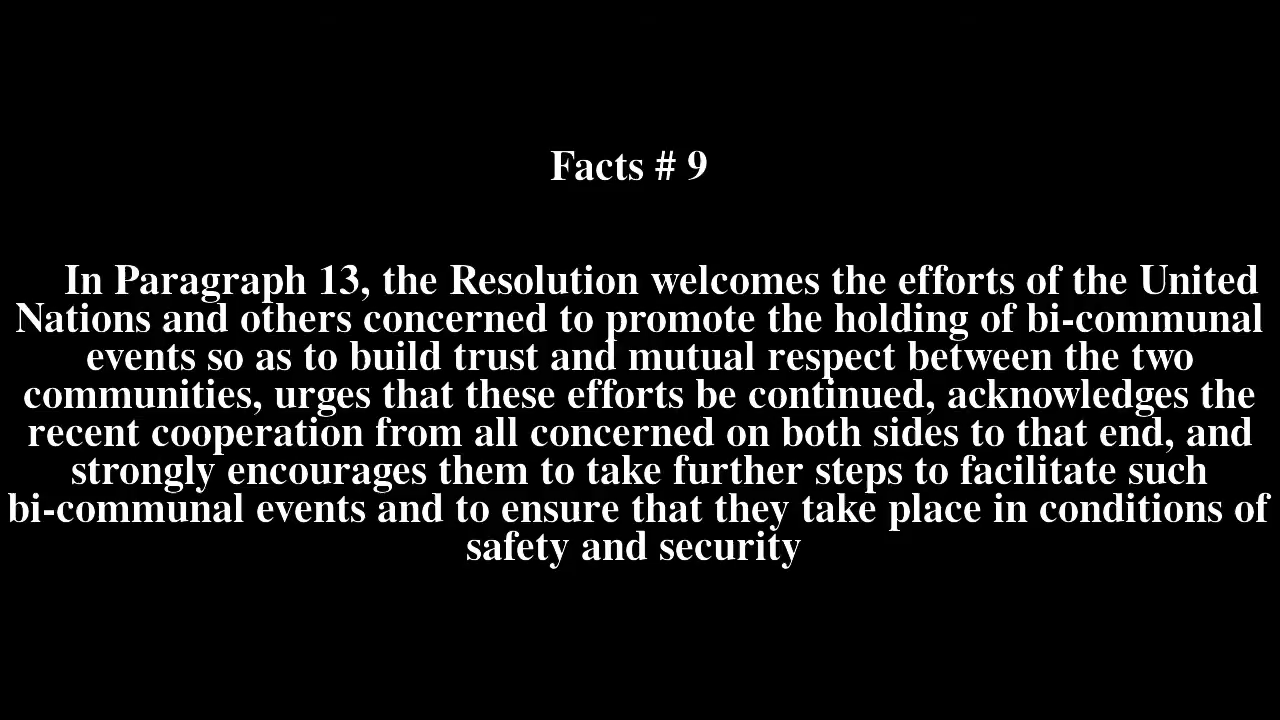 Facts # 9
In Paragraph 13, the Resolution welcomes the efforts of the United
Nations and others concerned to promote the holding of bi-communal
events so as to build trust and mutual respect between the two
communities, urges that these efforts be continued, acknowledges the
recent cooperation from all concerned on both sides to that end, and
strongly encourages them to take further steps to facilitate such
bi-communal events and to ensure that they take place in conditions of
safety and security